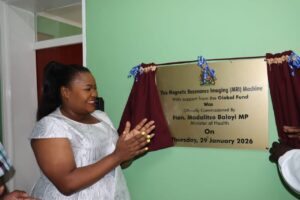 The Magnetic Resonance Imaging (MRI) Machine
With support from the Global Fund
Was
Officially Commissioned By
Hon. Madalitso Baloyi MP
Minister of Health
On
Thursday, 29 January 2026